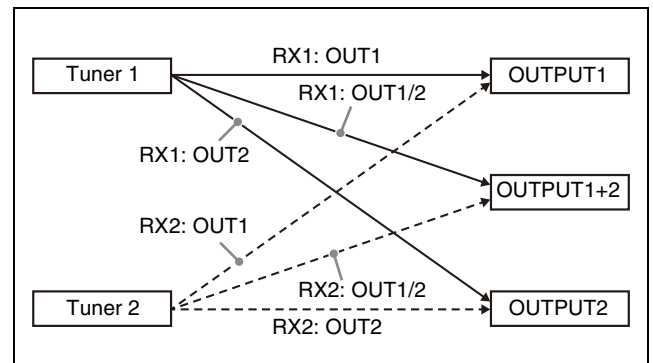 RX1: OUT1
Tuner 1
OUTPUT1
RX1: OUT1/2
RX1: OUT2
OUTPUT1+2
RX2: OUT1
RX2: OUT1/2
Tuner 2
OUTPUT2
RX2: OUT2